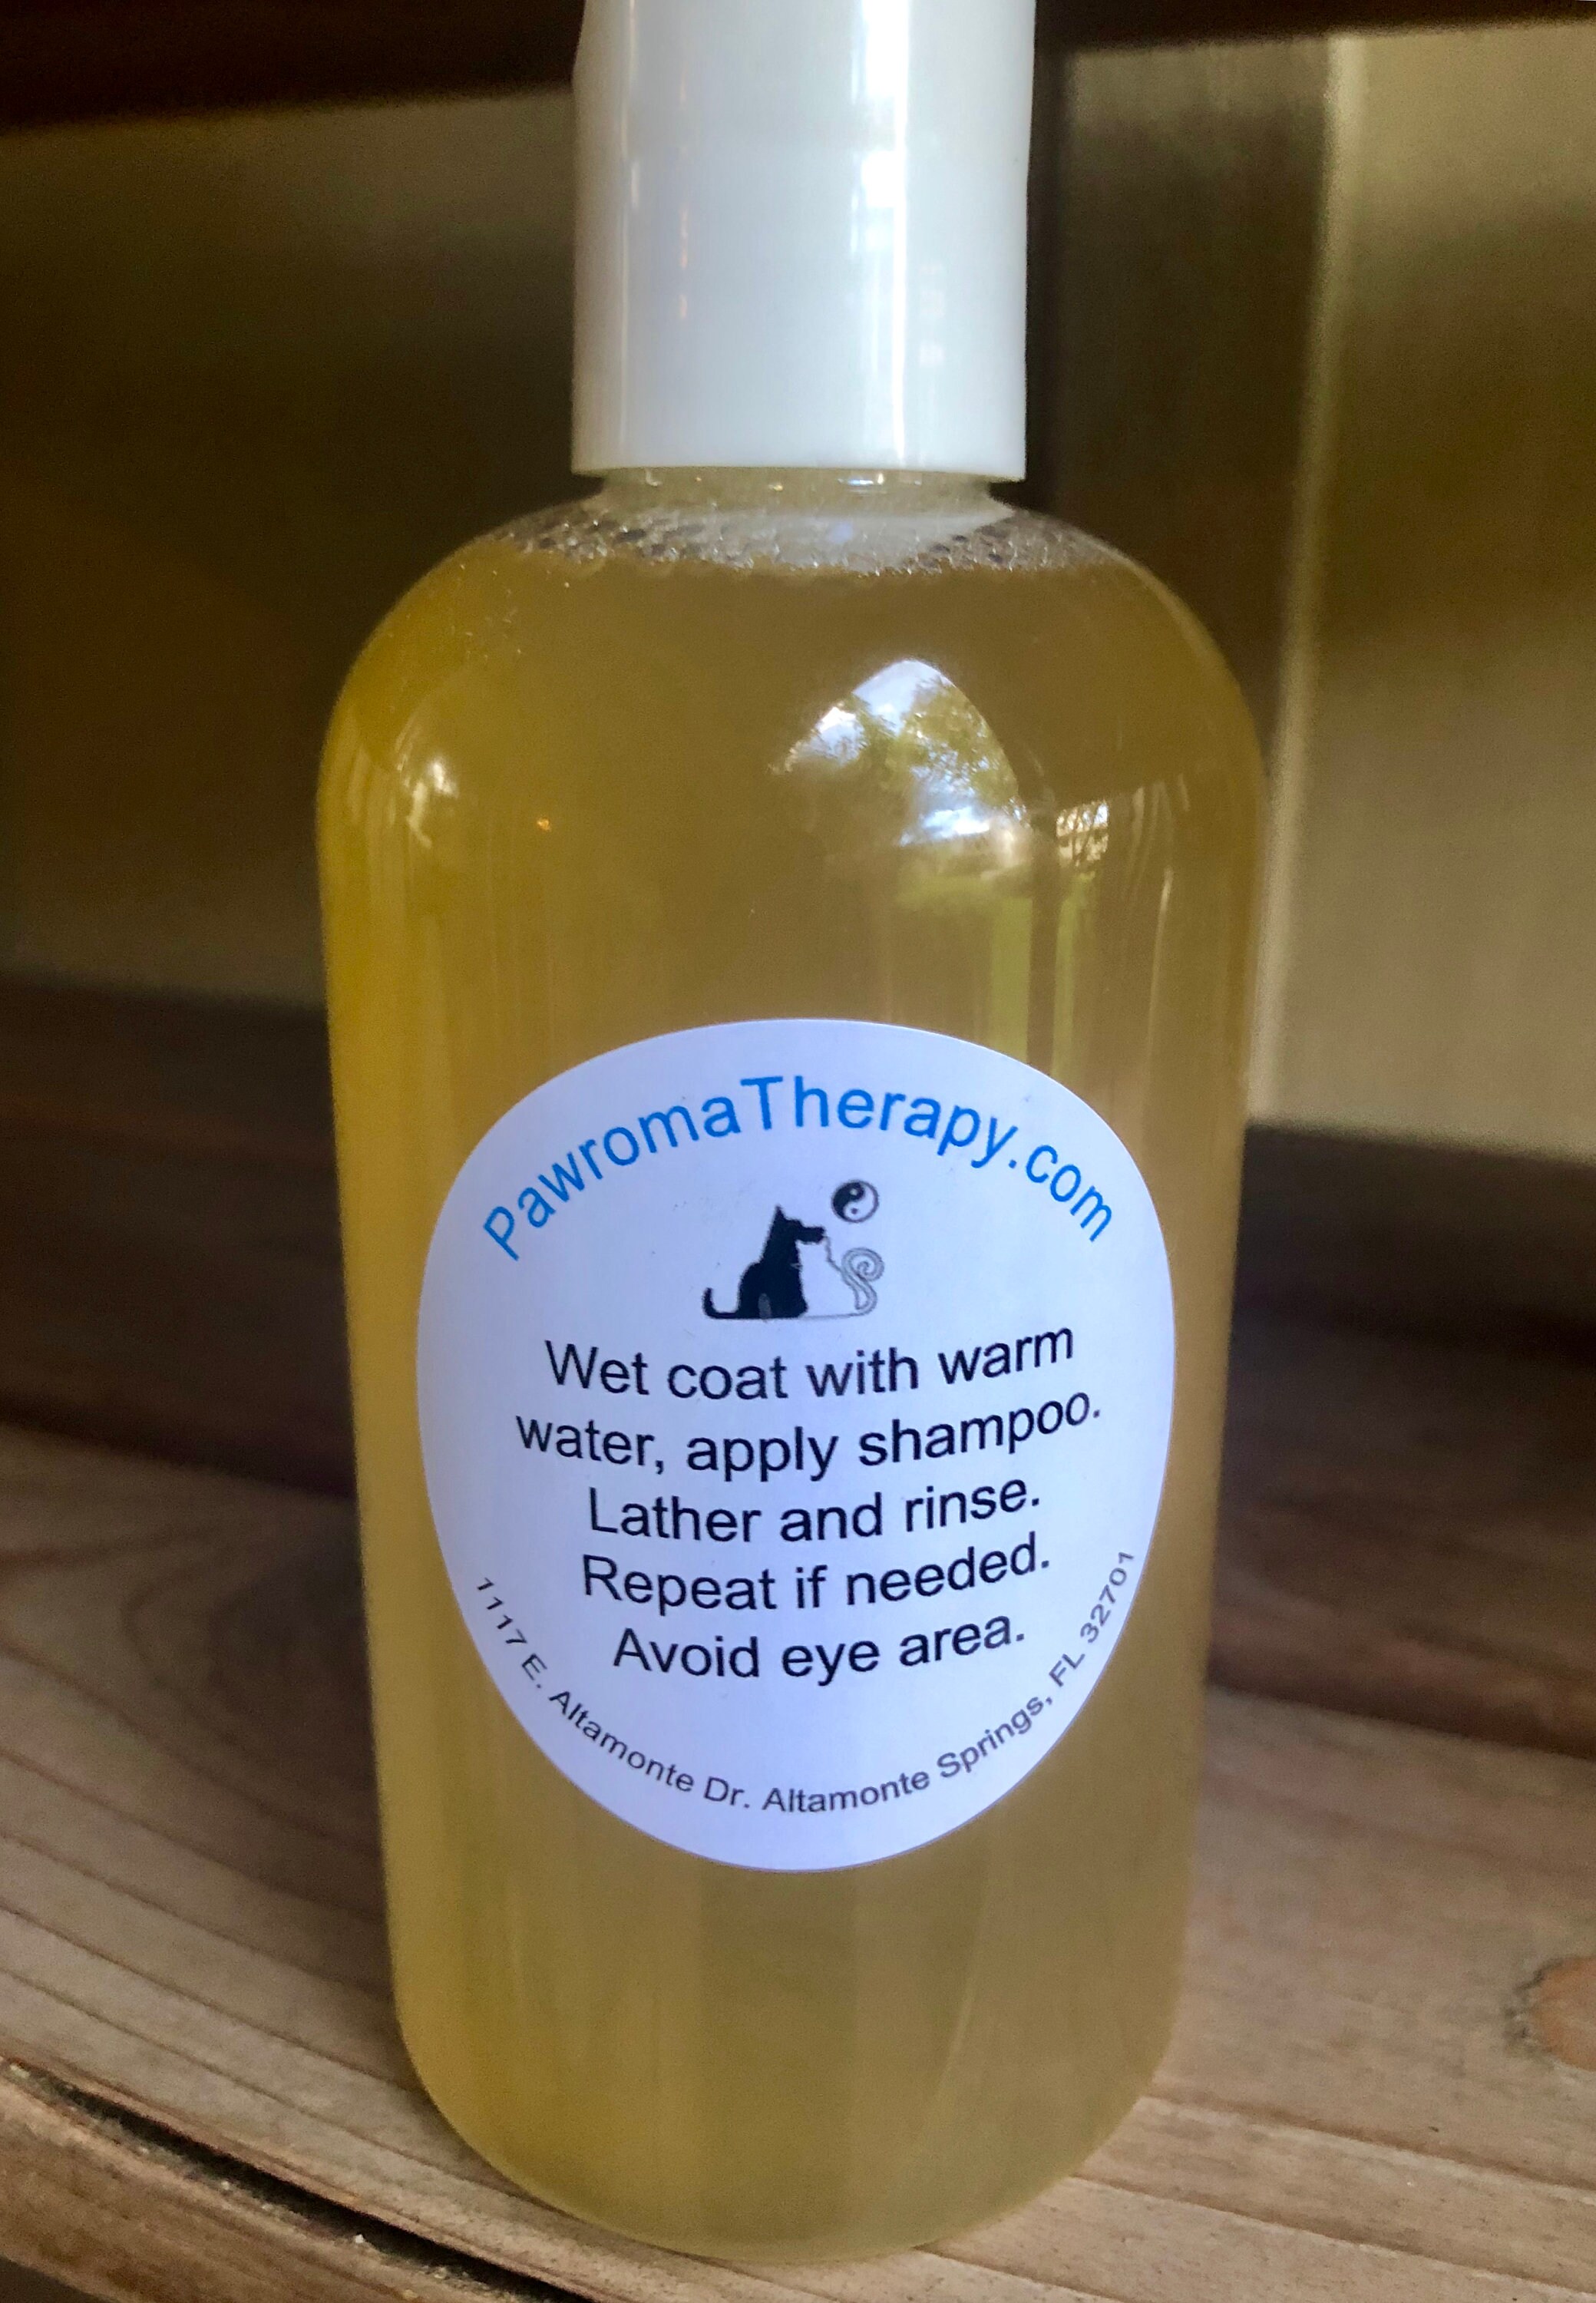 PawromaTherapy.com
Wet coat with warm
water, apply shampoo.
Lather and rinse.
Repeat if needed.
Avoid eye area.
1117 E. Altamonte Dr. Altamonte Springs, FL 32701